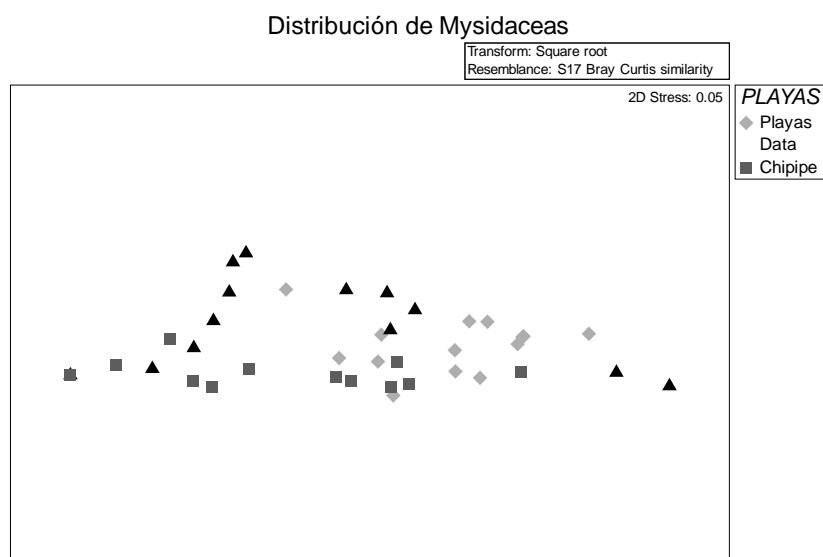 Distribución de Mysidaceas
Transform: Square root
Resemblance: S17 Bray Curtis similarity
2D Stress: 0.05
PLAYAS
Playas
Data
Chipipe